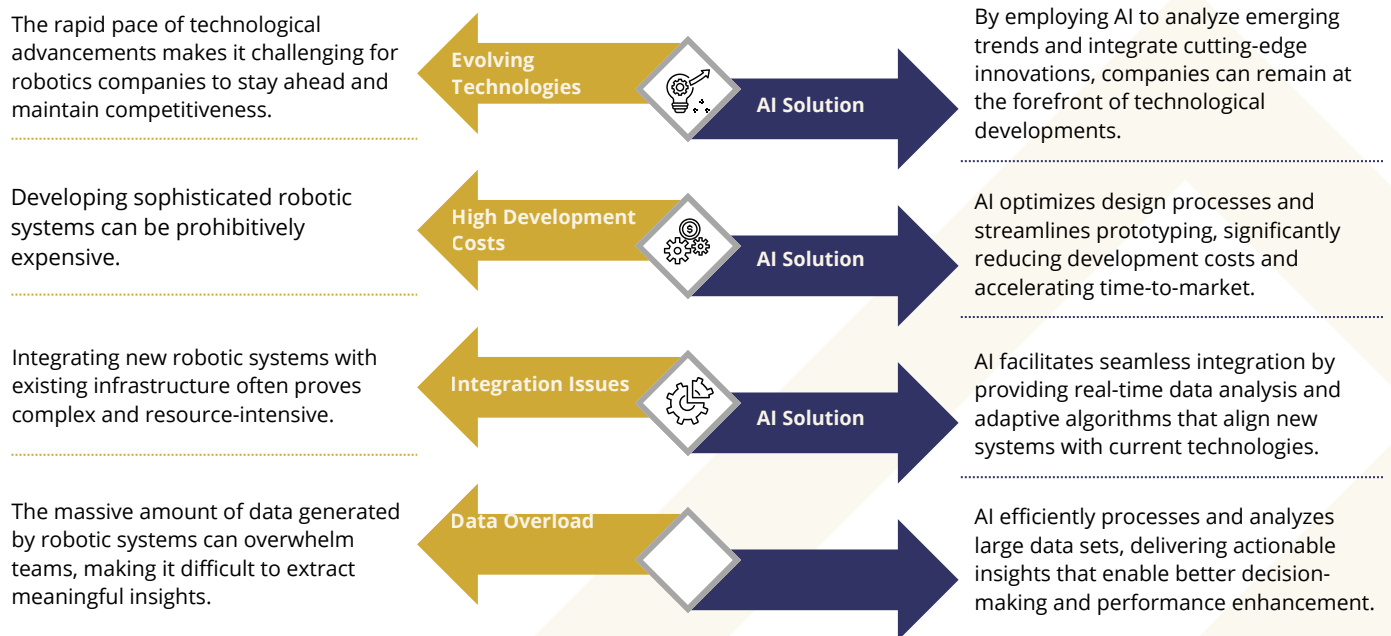 The rapid pace of technological
advancements makes it challenging for
robotics companies to stay ahead and
maintain competitiveness.
Evolving
Technologies
AI Solution
By employing AI to analyze emerging
trends and integrate cutting-edge
innovations, companies can remain at
the forefront of technological
developments.
Developing sophisticated robotic
systems can be prohibitively
expensive.
High Development
Costs
$
AI Solution
AI optimizes design processes and
streamlines prototyping, significantly
reducing development costs and
accelerating time-to-market.
Integrating new robotic systems with
existing infrastructure often proves
complex and resource-intensive.
Integration Issues
AI Solution
AI facilitates seamless integration by
providing real-time data analysis and
adaptive algorithms that align new
systems with current technologies.
The massive amount of data generated
by robotic systems can overwhelm
teams, making it difficult to extract
meaningful insights.
Data Overload
AI efficiently processes and analyzes
large data sets, delivering actionable
insights that enable better decision-
making and performance enhancement.